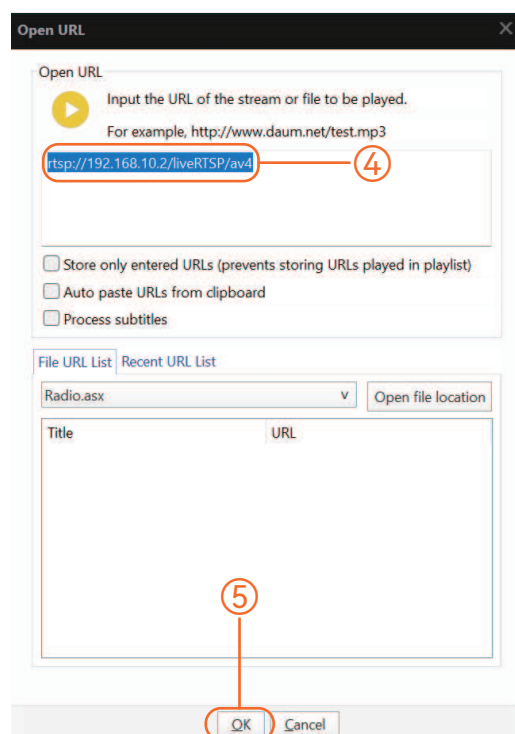 Open URL
Open URL
Input the URL of the stream or file to be played.
For example, http://www.daum.net/test.mp3
rtsp://192.168.10.2/liveRTSP/av4
④
Store only entered URLs (prevents storing URLs played in playlist)
Auto paste URLs from clipboard
Process subtitles
File URL List Recent URL List
Radio.asx
Open file location
Title URL
⑤
OK Cancel